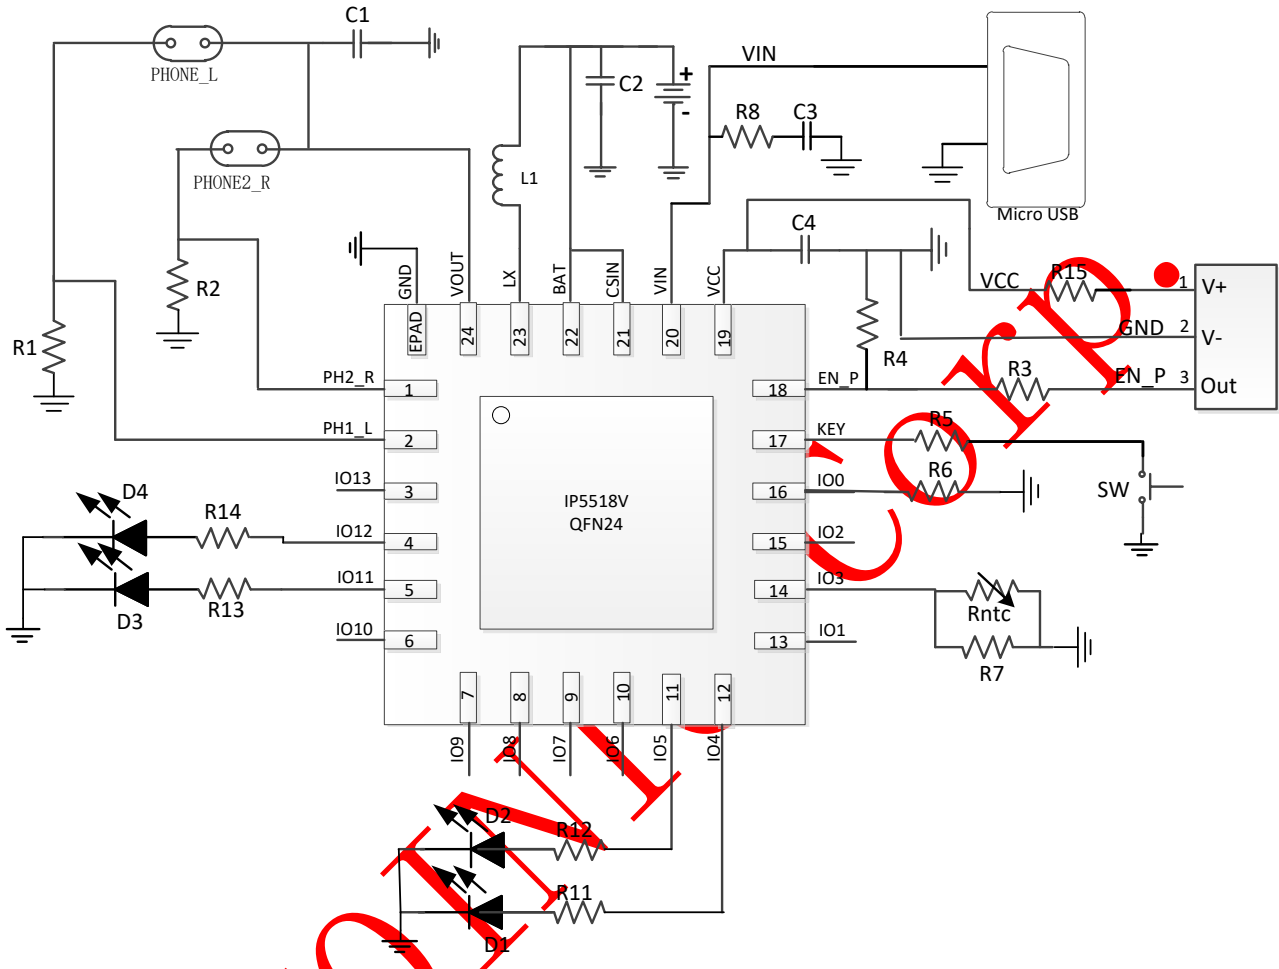 C1
PHONE_L
PHONE2_R
R1
R2
L1
C2
+
-
VIN
R8
C3
Micro USB
C4
VCC
R15
1
V+
GND
2
V-
R4
R3
EN_P
3
Out
GND
VOUT
LX
BAT
CSIN
VIN
VCC
EPAD
24
23
22
21
20
19
PH2_R
1
PH1_L
2
IO13
3
IO12
4
IO11
5
IO10
6
18
EN_P
17
KEY
16
IO0
15
IO2
14
IO3
13
IO1
R5
R6
SW
Rntc
R7
IP5518V
QFN24
D4
R14
D3
R13
7
8
9
10
11
12
IO9
IO8
IO7
IO6
IO5
IO4
D2
R12
R11
D1
Corp.